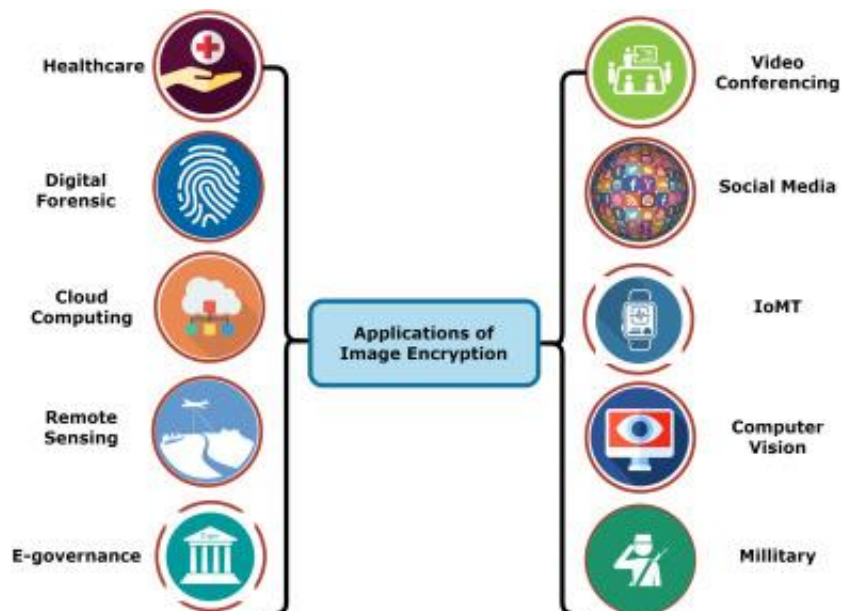 Healthcare
Digital
Forensic
Cloud
Computing
Remote
Sensing
E-governance
Applications of
Image Encryption
Video
Conferencing
Social Media
IoMT
Computer
Vision
Millitary